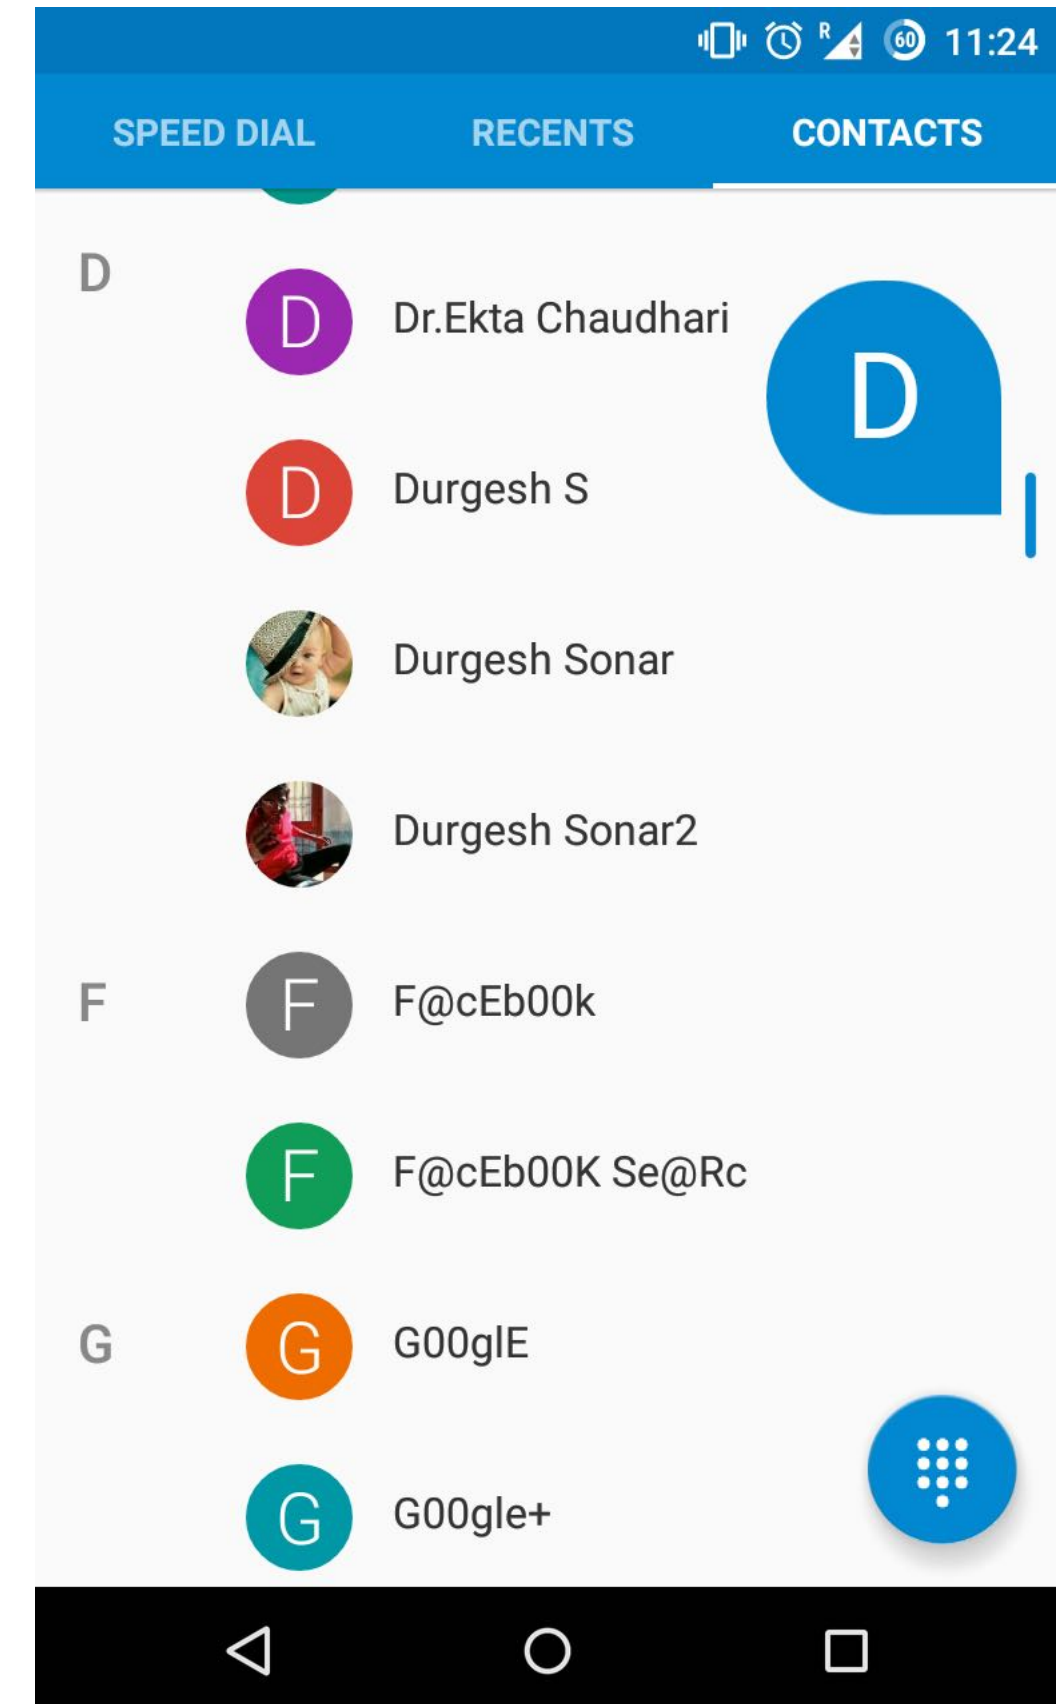 R 60 11:24
SPEED DIAL RECENTS CONTACTS
D
D Dr.Ekta Chaudhari
D
D Durgesh S
Durgesh Sonar
Durgesh Sonar2
F F F@cEb00k
F F@cEb00K Se@Rc
G G G00glE
G G00gle+